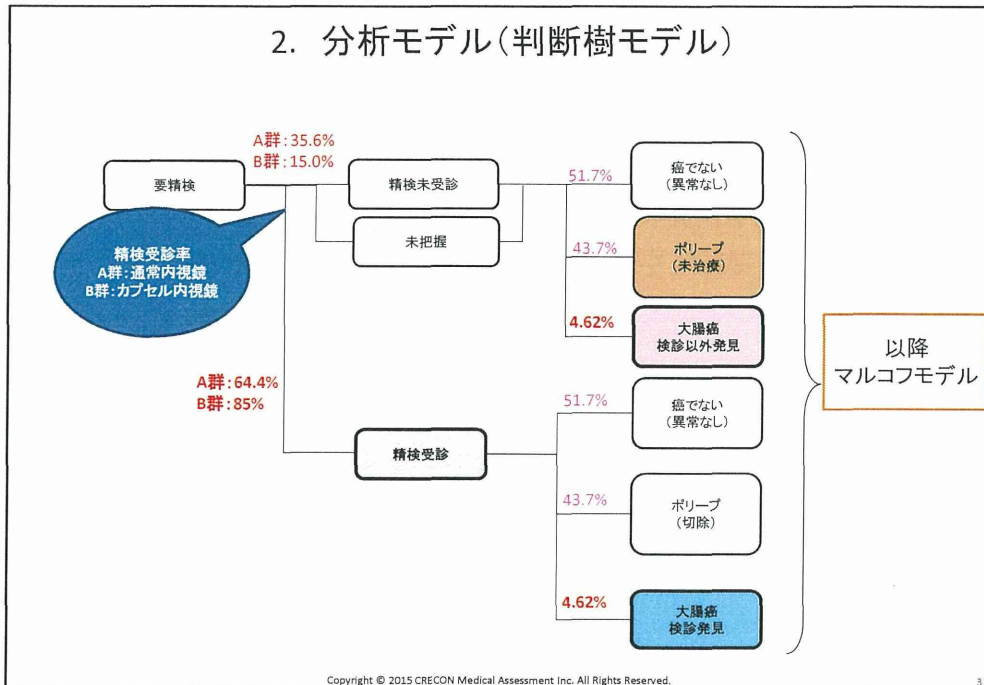 2. 分析モデル(判断樹モデル)
A群:35.6%
B群:15.0%
要精検
精検未受診
未把握
精検受診率
A群:通常内視鏡
B群:カプセル内視鏡
51.7%
癌でない
(異常なし)
43.7%
ポリープ
(未治療)
4.62%
大腸癌
検診以外発見
以降
マルコフモデル
A群:64.4%
B群:85%
精検受診
51.7%
癌でない
(異常なし)
43.7%
ポリープ
(切除)
4.62%
大腸癌
検診発見
Copyright © 2015 CRECON Medical Assessment Inc. All Rights Reserved.
3